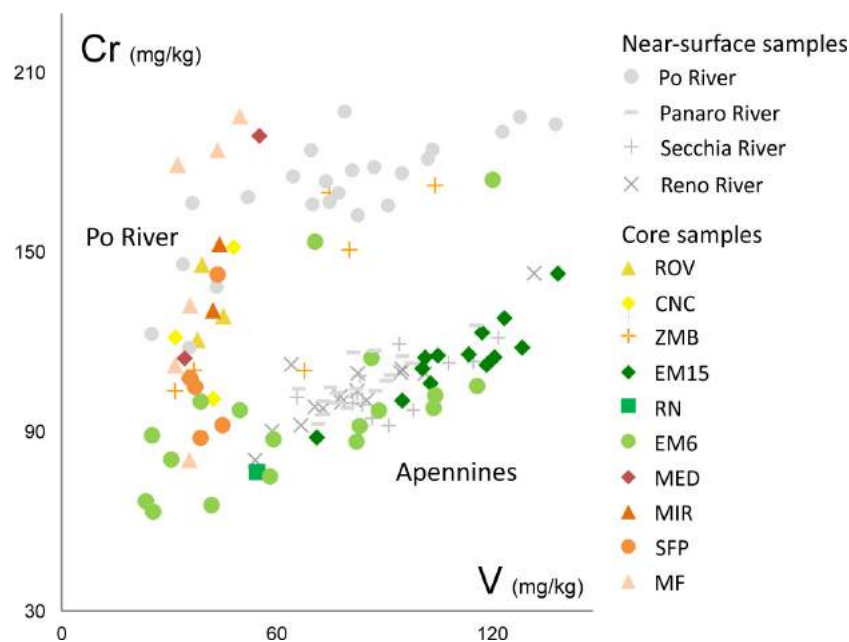 Cr (mg/kg)
210
150
90
30
0
60
120
V (mg/kg)
Po River
Apennines
Near-surface samples
Po River
Panaro River
Secchia River
Reno River
Core samples
ROV
CNC
ZMB
EM15
RN
EM6
MED
MIR
SFP
MF